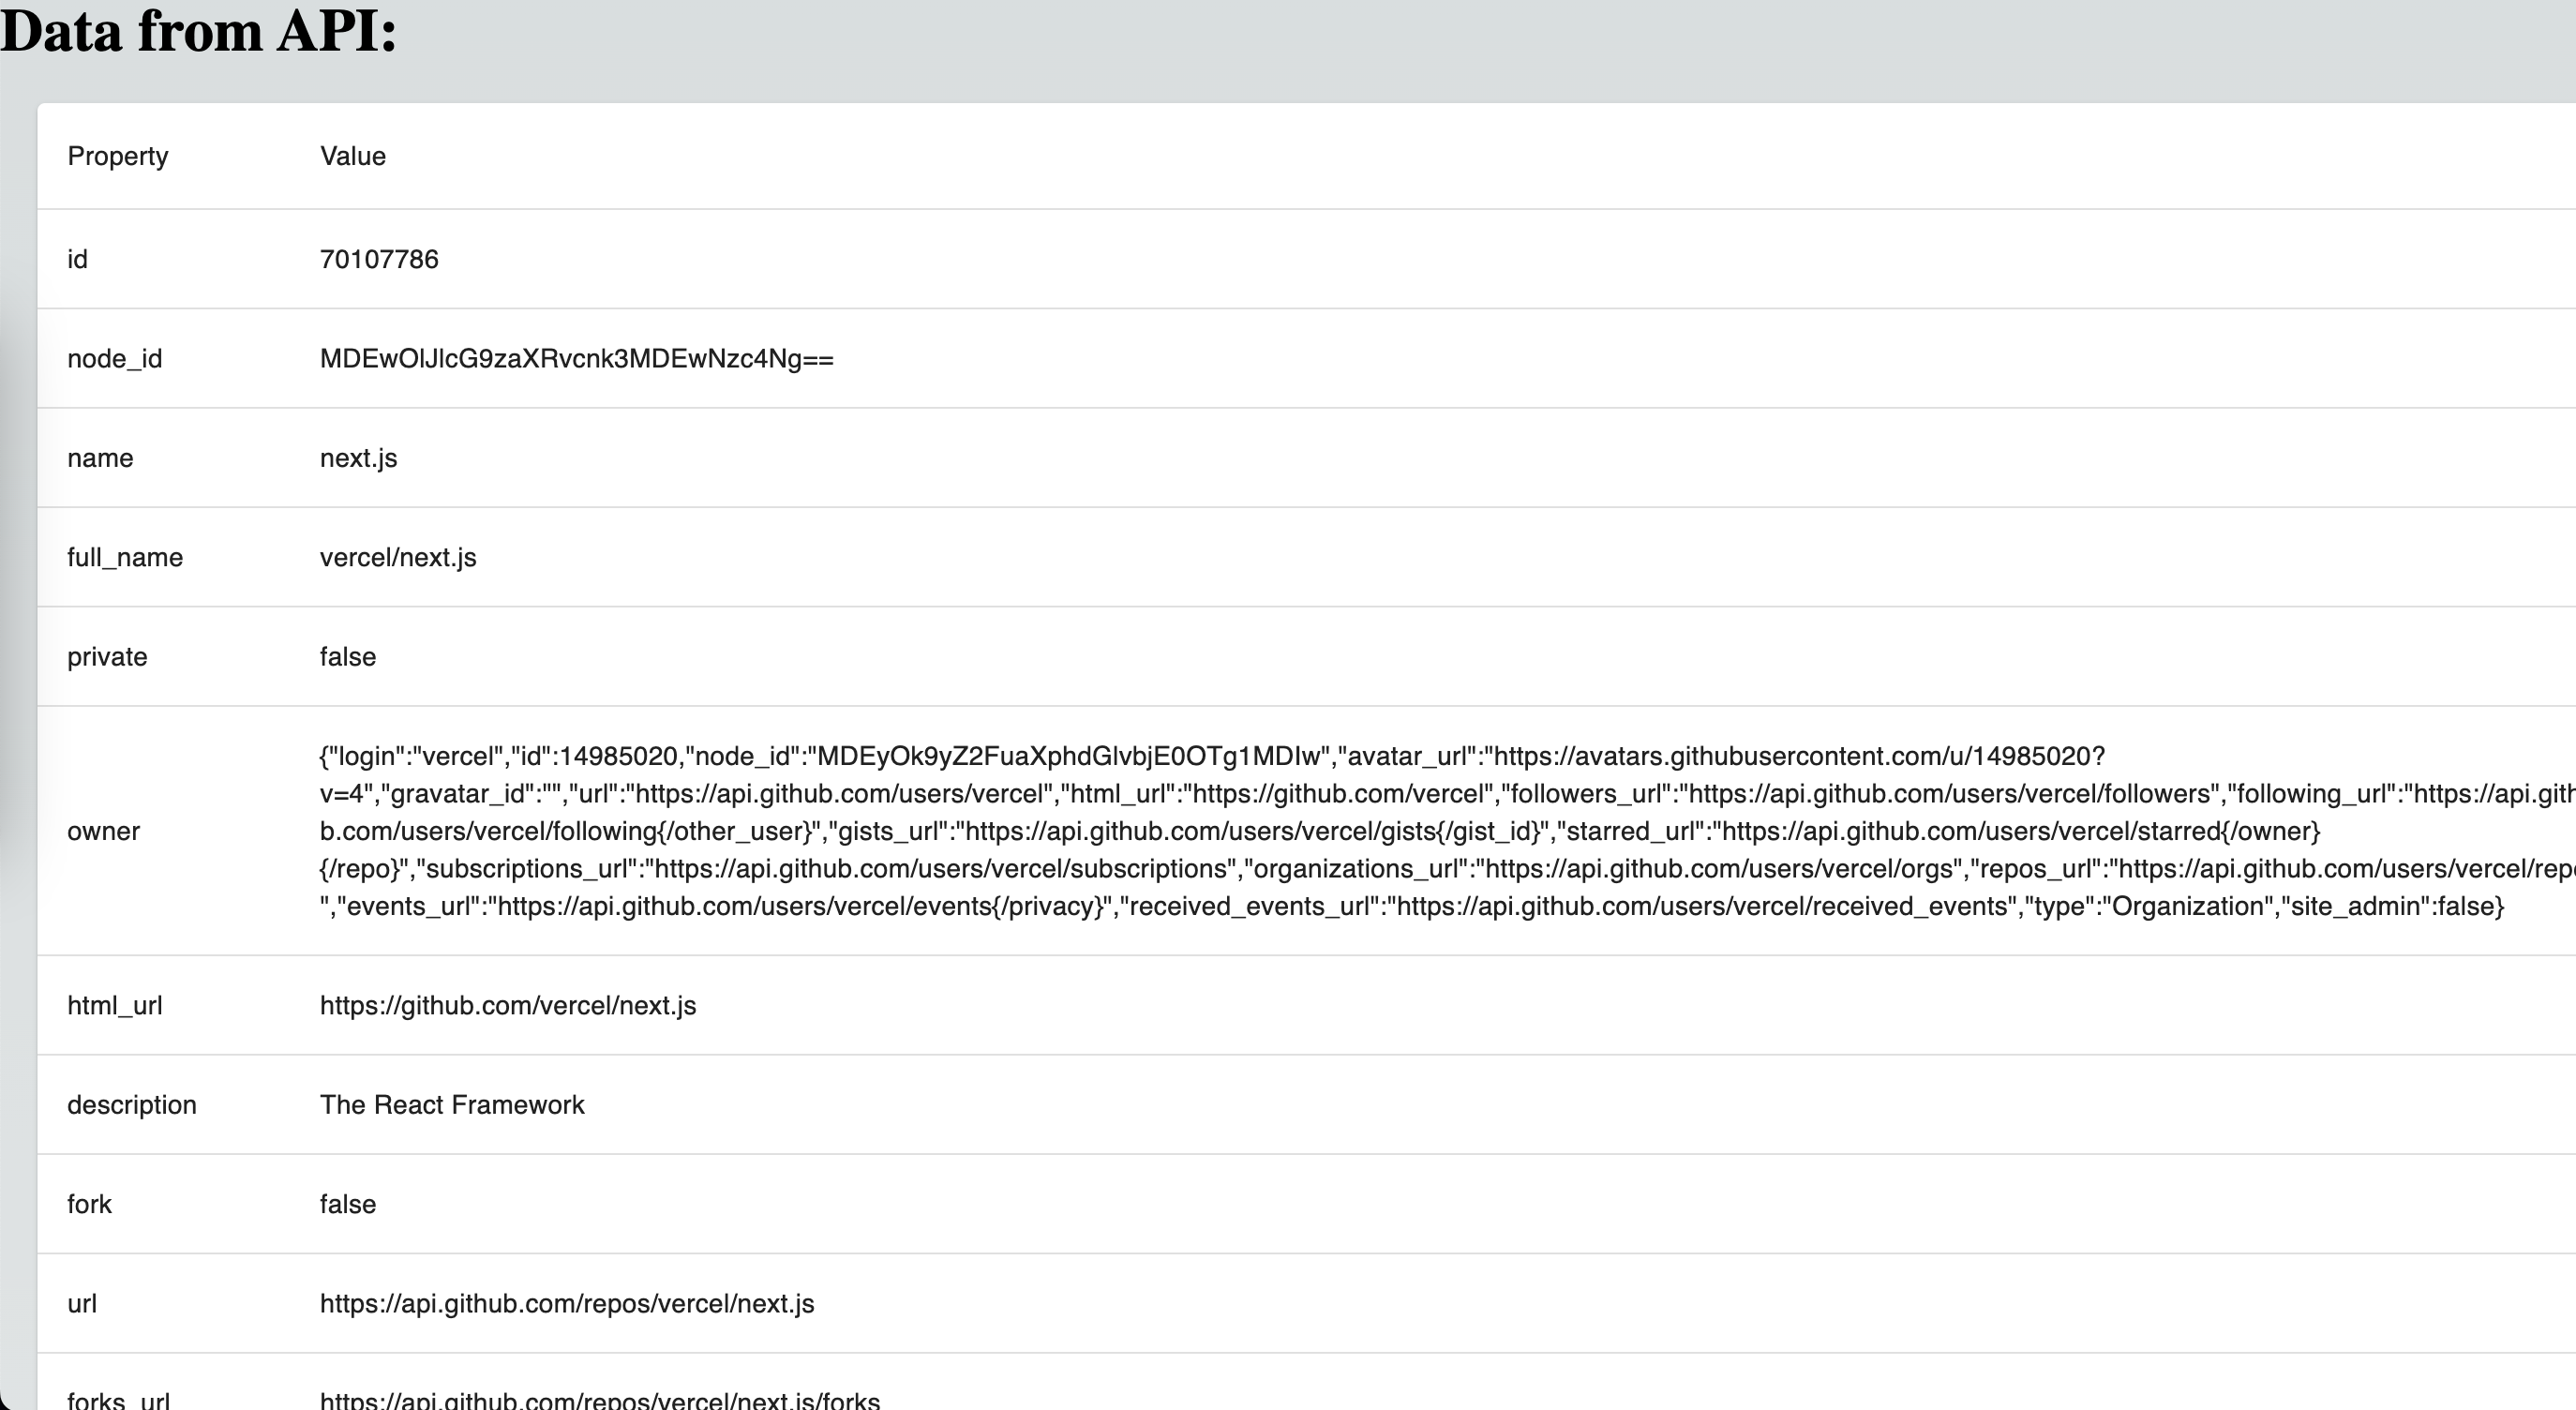 Data from API:
Property Value
id 70107786
node_id MDEwOlJlcG9zaXRvcnk3MDEwNzc4Ng==
name next.js
full_name vercel/next.js
private false
{"login":"vercel","id":14985020,"node_id":"MDEyOk9yZ2FuaXphdGlvbjE0OTg1MDIw","avatar_url":"https://avatars.githubusercontent.com/u/14985020?
v=4","gravatar_id":"","url":"https://api.github.com/users/vercel","html_url":"https://github.com/vercel","followers_url":"https://api.github.com/users/vercel/followers","following_url":"https://api.gith
owner b.com/users/vercel/following{/other_user}","gists_url":"https://api.github.com/users/vercel/gists{/gist_id}","starred_url":"https://api.github.com/users/vercel/starred{/owner}
{/repo}","subscriptions_url":"https://api.github.com/users/vercel/subscriptions","organizations_url":"https://api.github.com/users/vercel/orgs","repos_url":"https://api.github.com/users/vercel/rep
","events_url":"https://api.github.com/users/vercel/events{/privacy}","received_events_url":"https://api.github.com/users/vercel/received_events","type":"Organization","site_admin":false}
html_url https://github.com/vercel/next.js
description The React Framework
fork false
url https://api.github.com/repos/vercel/next.js
forks_url https://api.github.com/repos/vercel/next.js/forks